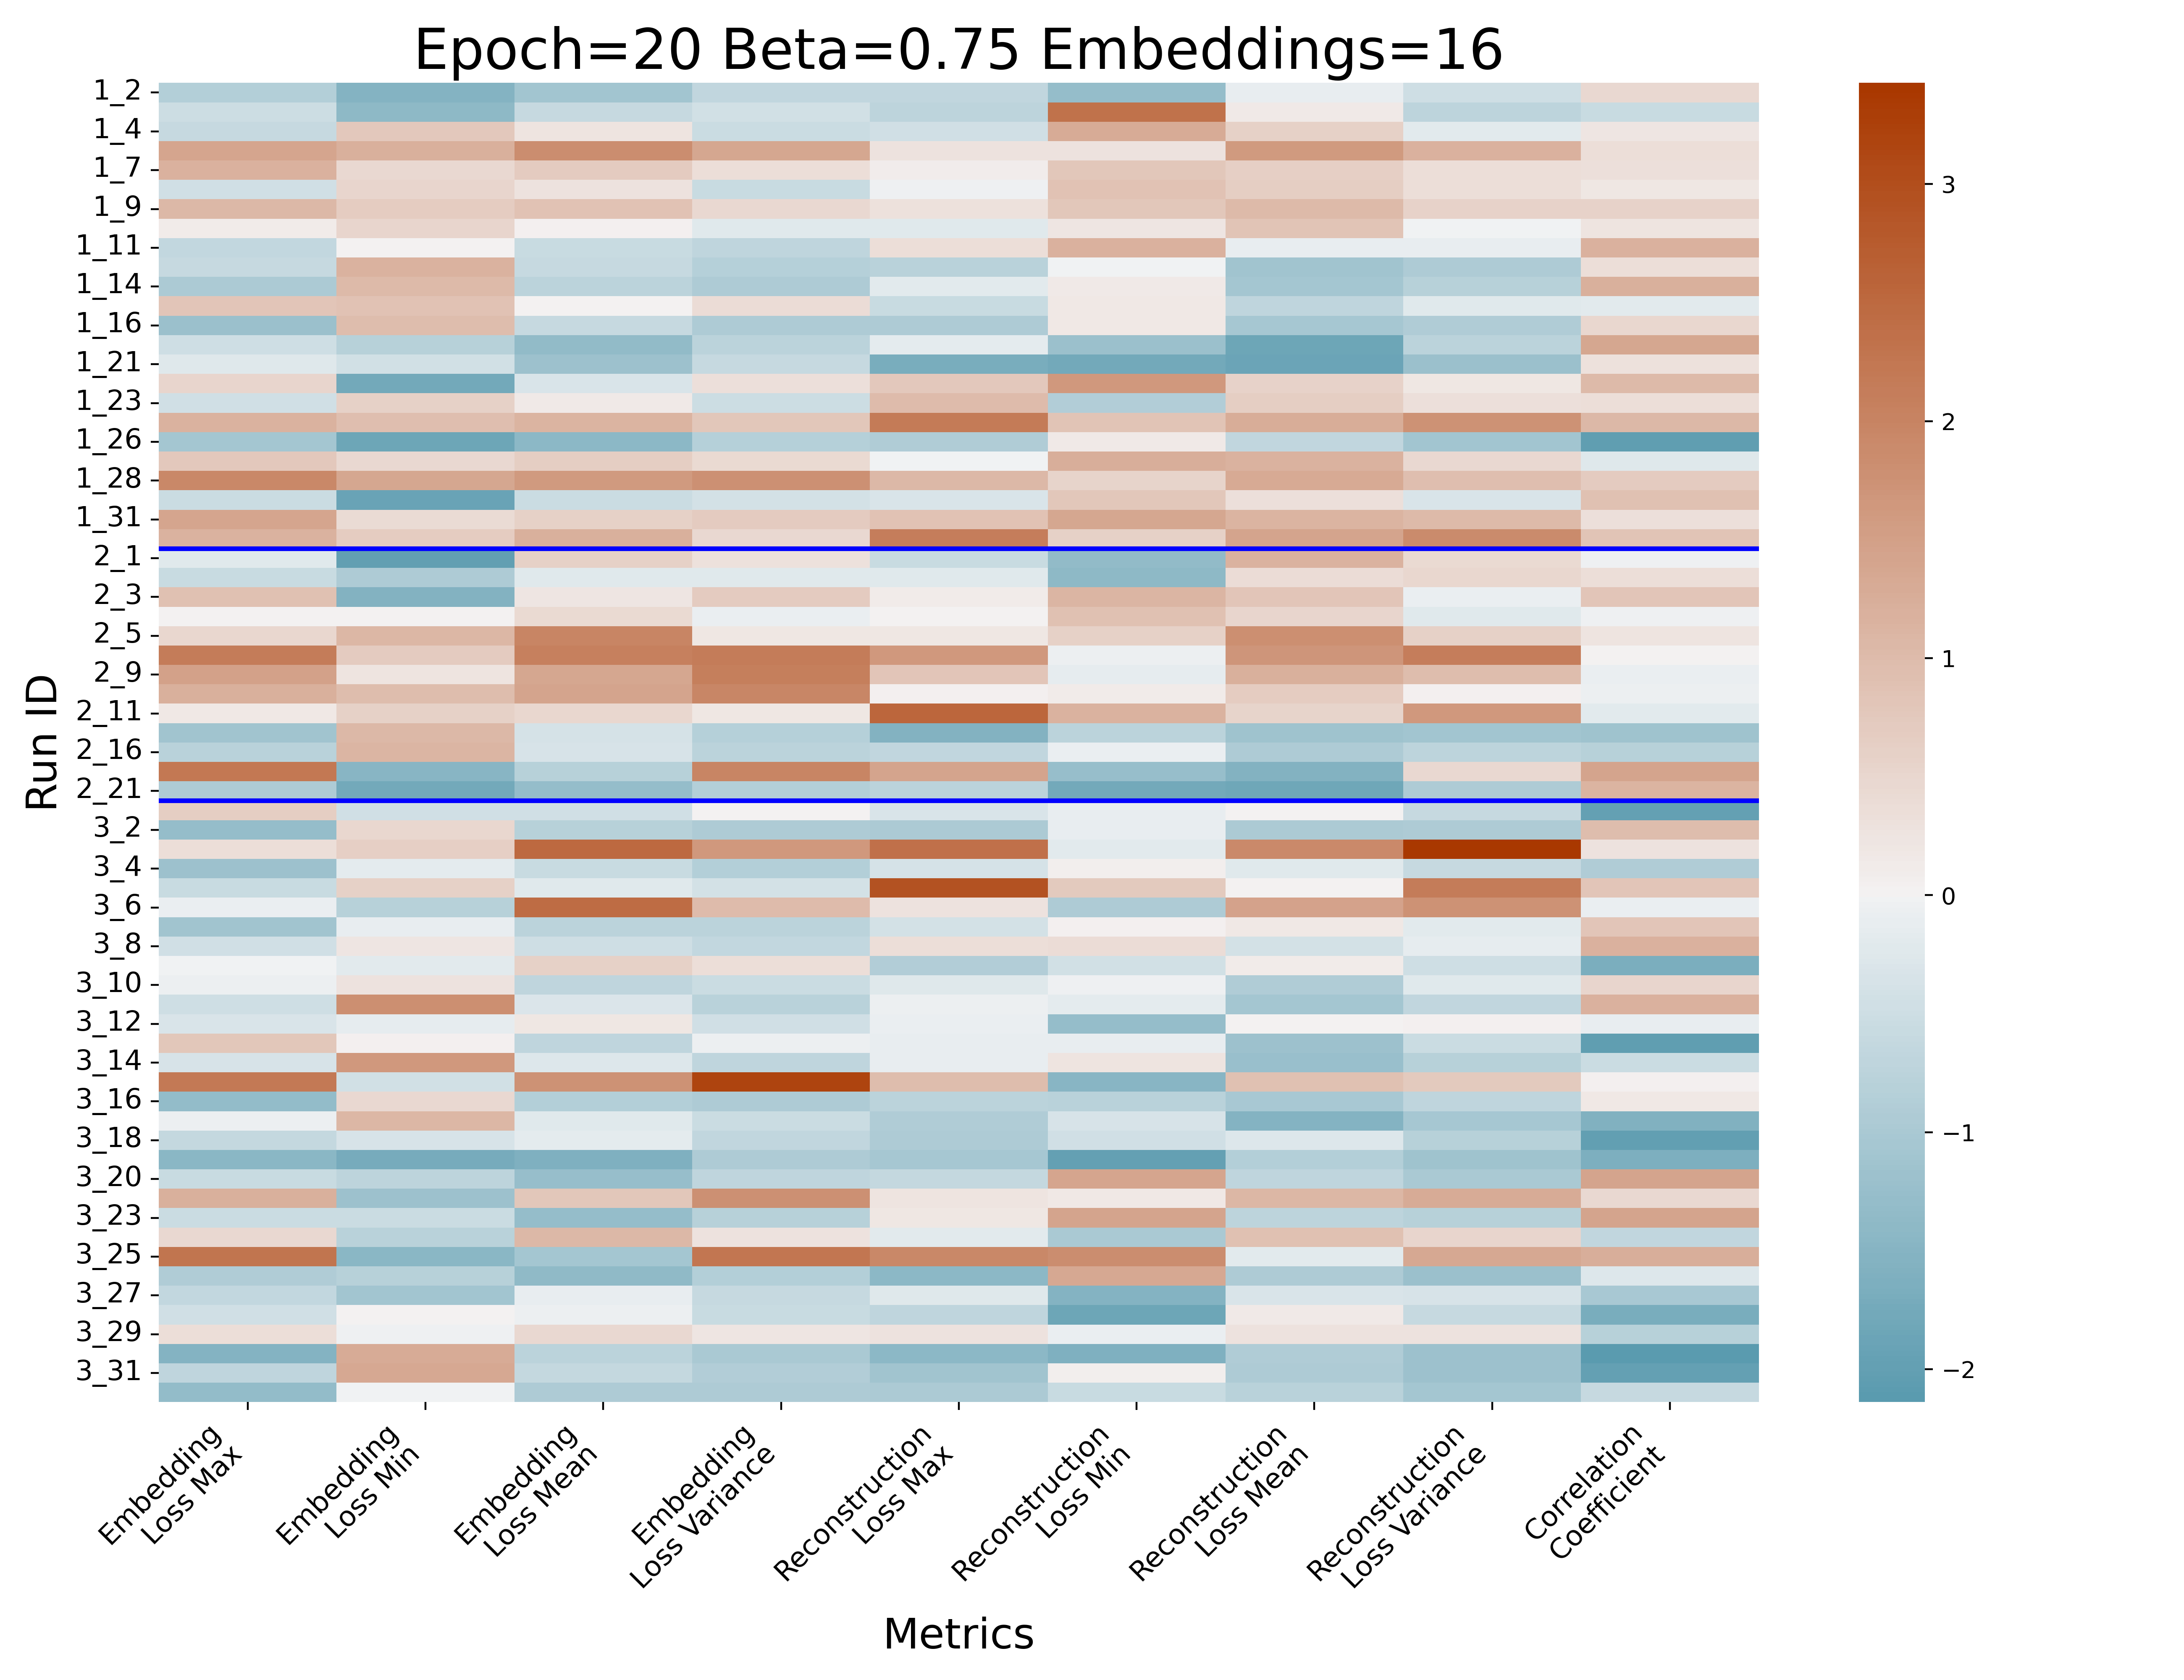 Epoch=20 Beta=0.75 Embeddings=16
Run ID
1_2
1_4
1_7
1_9
1_11
1_14
1_16
1_21
1_23
1_26
1_28
1_31
2_1
2_3
2_5
2_9
2_11
2_16
2_21
3_2
3_4
3_6
3_8
3_10
3_12
3_14
3_16
3_18
3_20
3_23
3_25
3_27
3_29
3_31
3
2
1
0
−1
−2
Embedding
Loss Max
Embedding
Loss Min
Embedding
Loss Mean
Embedding
Loss Variance
Reconstruction
Loss Max
Reconstruction
Loss Min
Reconstruction
Loss Mean
Reconstruction
Loss Variance
Correlation
Coefficient
Metrics